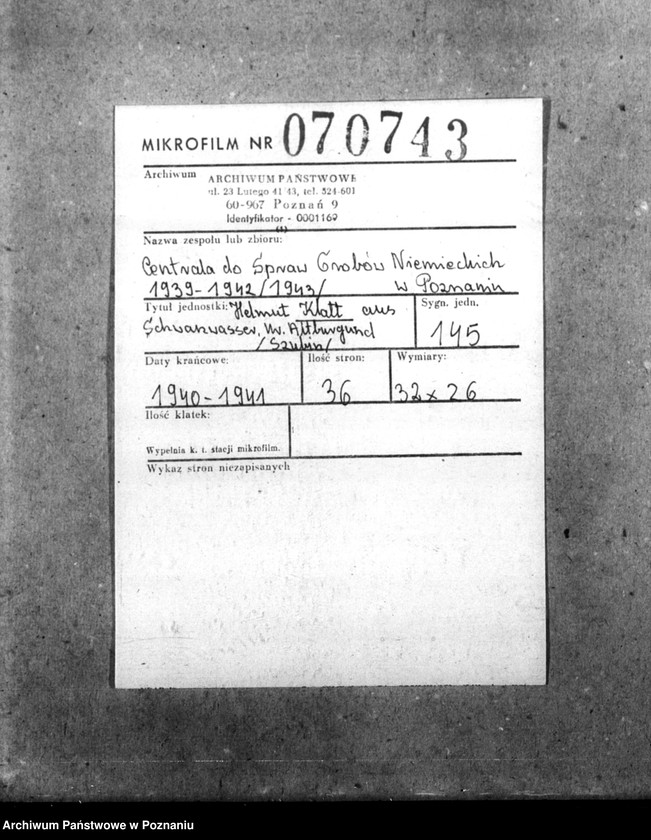 MIKROFILM NR 070743
Archiwum ARCHIWUM PAŃSTWOWE
ul. 23 Lutego 41/43, tel. 524-601
60-967 Poznań 9
Identyfikator - 0001169
(1)
Nazwa zespołu lub zbioru:
Centrala do Spraw Grobów Niemieckich
1939-1942/1943/ w Poznaniu
Tytuł jednostki: Helmut Klatt aus
Schwarzwasser, Kr. Altburgund
/Szubin/
Sygn. jedn.
145
Daty krańcowe:
1940-1941
Ilość stron:
36
Wymiary:
32 x 26
Ilość klatek:
Wypełnia k. t. stacji mikrofilm.
Wykaz stron niezapisanych
Archiwum Państwowe w Poznaniu